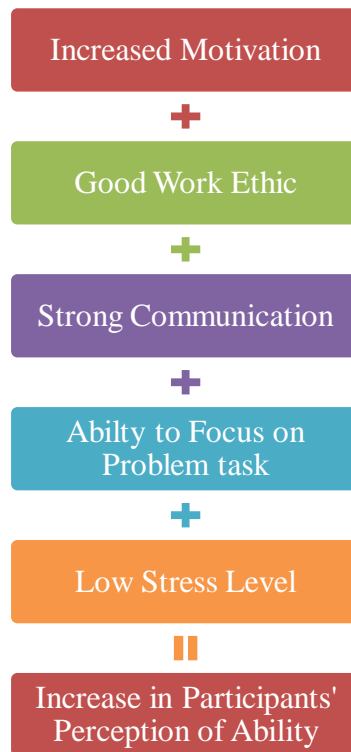 Increased Motivation
+
Good Work Ethic
+
Strong Communication
+
Abilty to Focus on
Problem task
+
Low Stress Level
=
Increase in Participants'
Perception of Ability